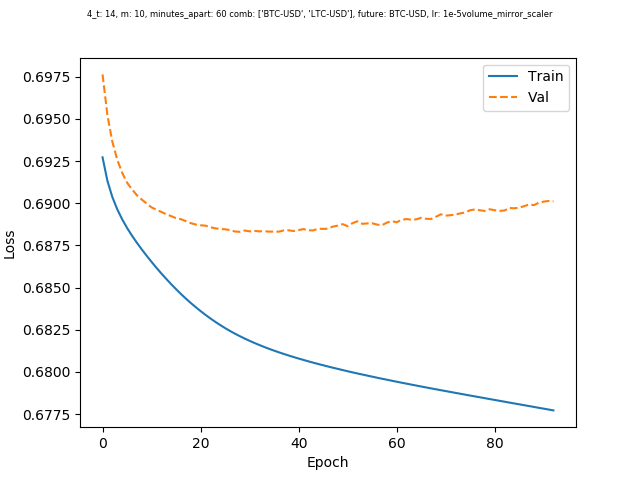 4_t: 14, m: 10, minutes_apart: 60 comb: ['BTC-USD', 'LTC-USD'], future: BTC-USD, lr: 1e-5volume_mirror_scaler
Train
Val
0.6975
0.6950
0.6925
0.6900
0.6875
0.6850
0.6825
0.6800
0.6775
Loss
0 20 40 60 80
Epoch